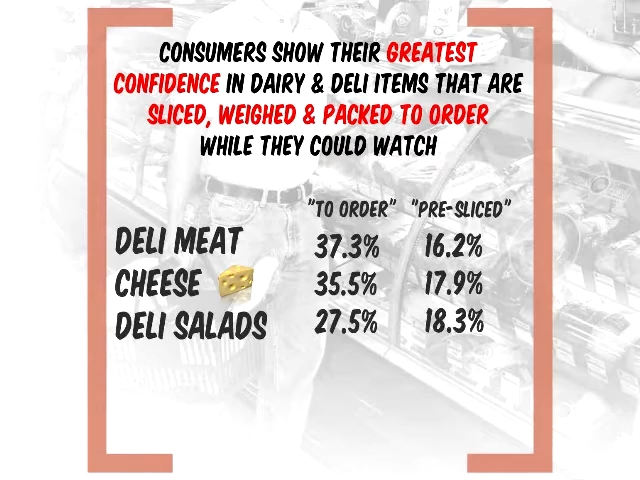 CONSUMERS SHOW THEIR GREATEST
CONFIDENCE IN DAIRY & DELI ITEMS THAT ARE
SLICED, WEIGHED & PACKED TO ORDER
WHILE THEY COULD WATCH
"TO ORDER" "PRE-SLICED"
DELI MEAT 37.3% 16.2%
CHEESE 35.5% 17.9%
DELI SALADS 27.5% 18.3%